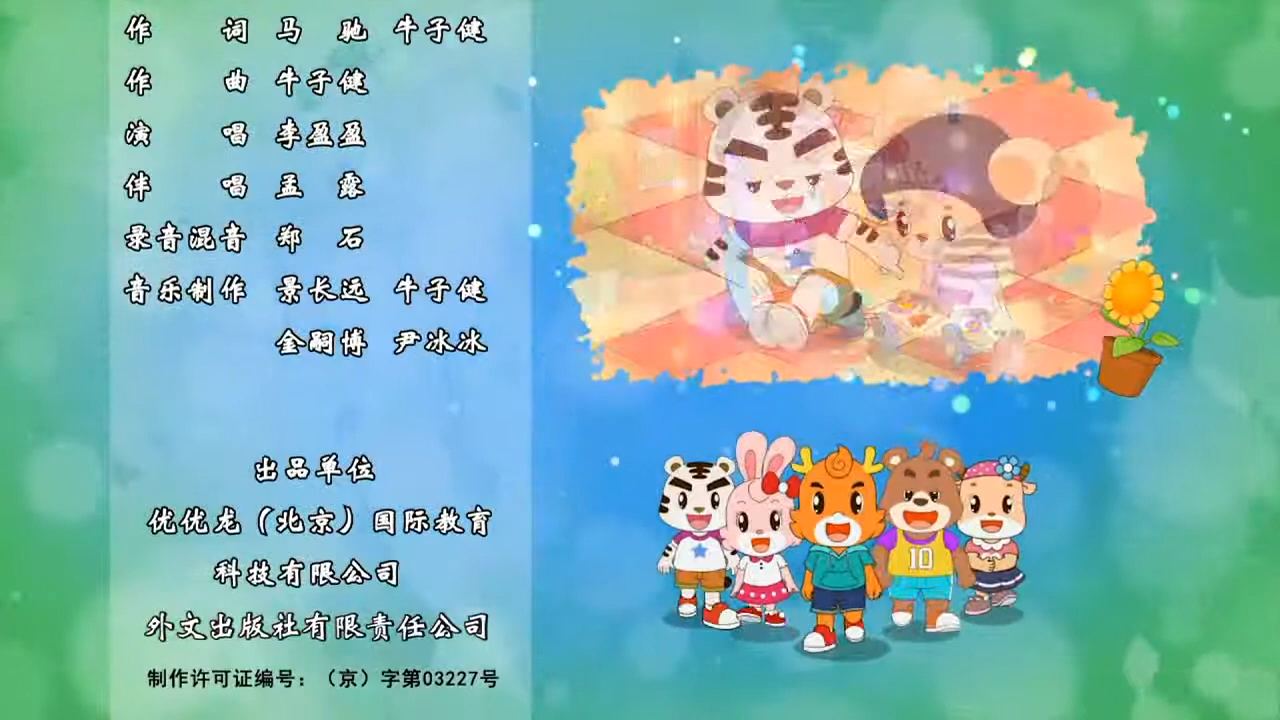 作 词 马 驰 牛子健
作 曲 牛子健
演 唱 李盈盈
伴 唱 孟 露
录音混音 郑 石
音乐制作 景长远 牛子健
金嗣博 尹冰冰
出品单位
优优龙（北京）国际教育
科技有限公司
外文出版社有限责任公司
制作许可证编号：（京）字第03227号
10